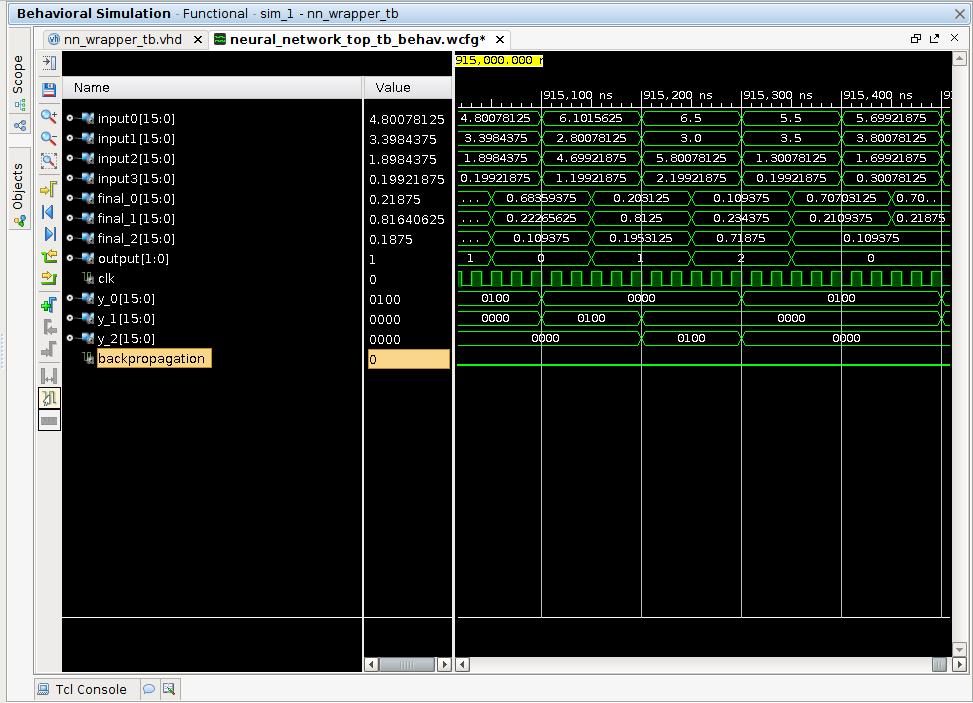 Behavioral Simulation - Functional - sim_1 - nn_wrapper_tb
nn_wrapper_tb.vhd
neural_network_top_tb_behav.wcfg*
Scope
Objects
915,000.000 n
Name Value
915,100 ns 915,200 ns 915,300 ns 915,400 ns 9
input0[15:0] 4.80078125 4.80078125 6.1015625 6.5 5.5 5.69921875
input1[15:0] 3.3984375 3.3984375 2.80078125 3.0 3.5 3.80078125
input2[15:0] 1.8984375 1.8984375 4.69921875 5.80078125 1.30078125 1.69921875
input3[15:0] 0.19921875 0.19921875 1.19921875 2.19921875 0.19921875 0.30078125
final_0[15:0] 0.21875 ... 0.68359375 0.203125 0.109375 0.70703125 0.70..
final_1[15:0] 0.81640625 ... 0.22265625 0.8125 0.234375 0.2109375 0.21875
final_2[15:0] 0.1875 ... 0.109375 0.1953125 0.71875 0.109375
output[1:0] 1 1 0 1 2 0
clk 0
y_0[15:0] 0100 0100 0000 0100
y_1[15:0] 0000 0000 0100 0000
y_2[15:0] 0000 0000 0100 0000
backpropagation 0
Tcl Console